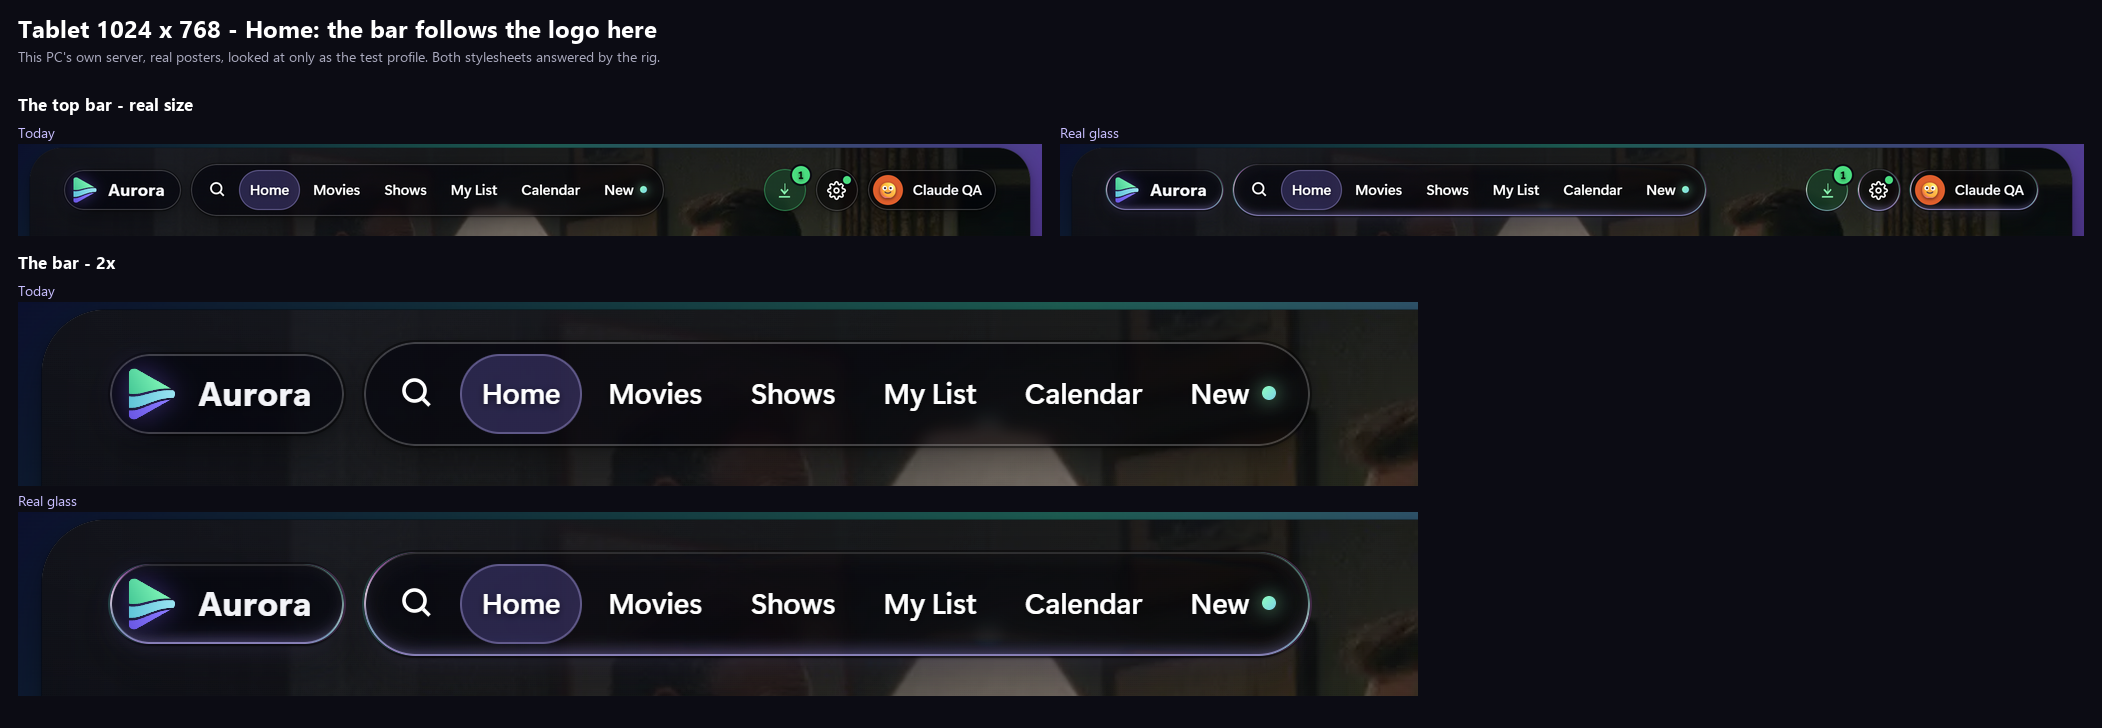 Tablet 1024 x 768 - Home: the bar follows the logo here
This PC's own server, real posters, looked at only as the test profile. Both stylesheets answered by the rig.
The top bar - real size
Today
Aurora Home Movies Shows My List Calendar New 1 Claude QA
Real glass
Aurora Home Movies Shows My List Calendar New 1 Claude QA
The bar - 2x
Today
Aurora Home Movies Shows My List Calendar New
Real glass
Aurora Home Movies Shows My List Calendar New